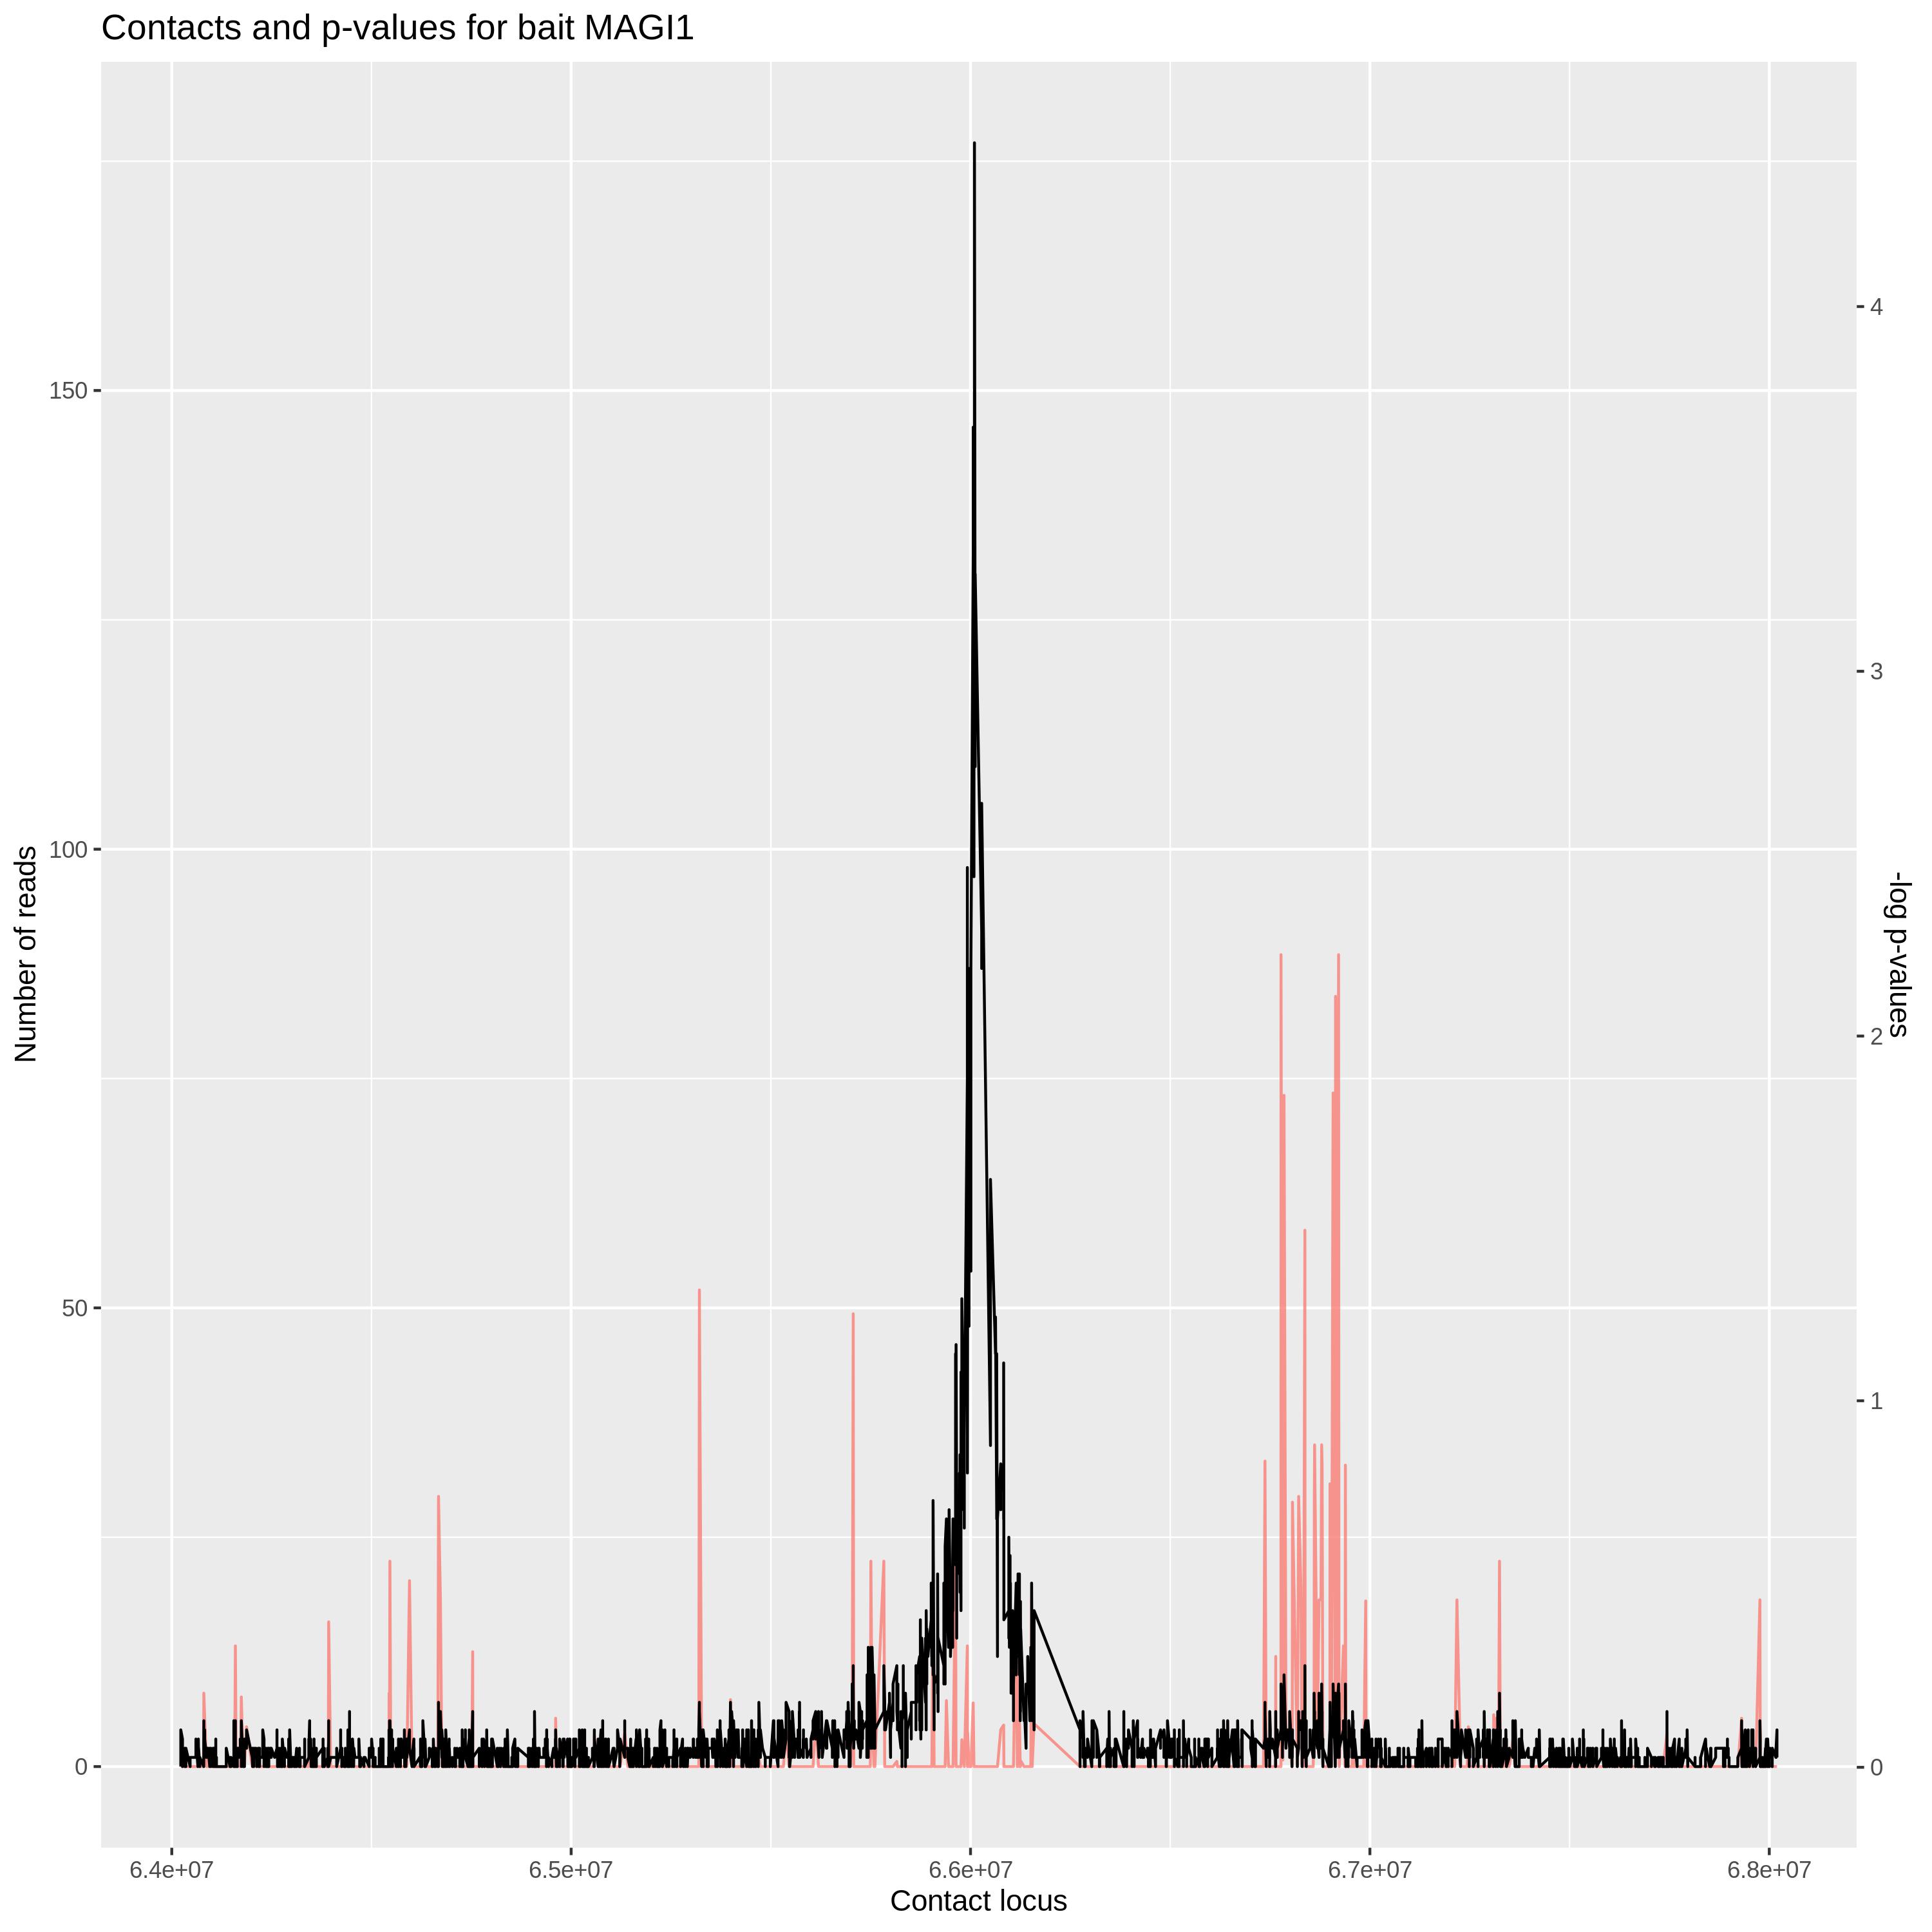 Contacts and p-values for bait MAGI1
150
100
50
0
Number of reads
4
3
2
1
0
-log p-values
6.4e+07
6.5e+07
6.6e+07
6.7e+07
6.8e+07
Contact locus